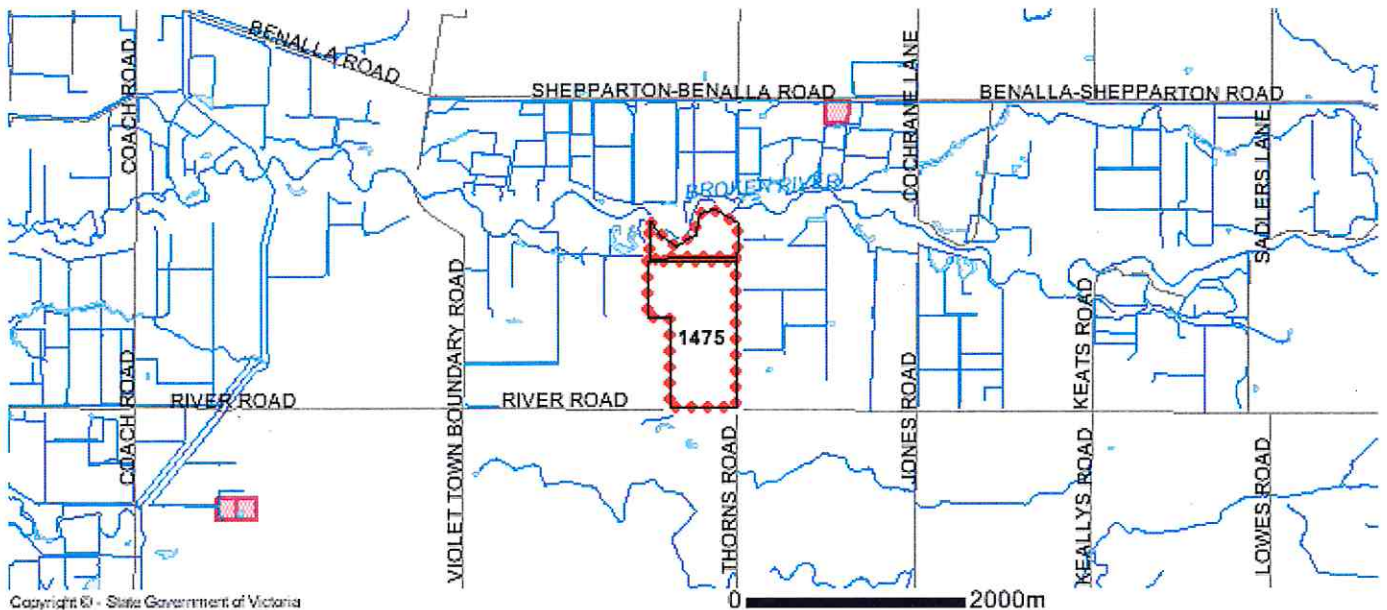 BENALLA ROAD
COACH ROAD
SHEPPARTON-BENALLA ROAD
COCHRANE LANE
BENALLA-SHEPPARTON ROAD
SADLERS LANE
BROKEN RIVER
VIOLET TOWN BOUNDARY ROAD
1475
KEATS ROAD
COACH ROAD
RIVER ROAD
RIVER ROAD
THORNS ROAD
JONES ROAD
KEALLYS ROAD
LOWES ROAD
Copyright © - State Government of Victoria
0 2000m